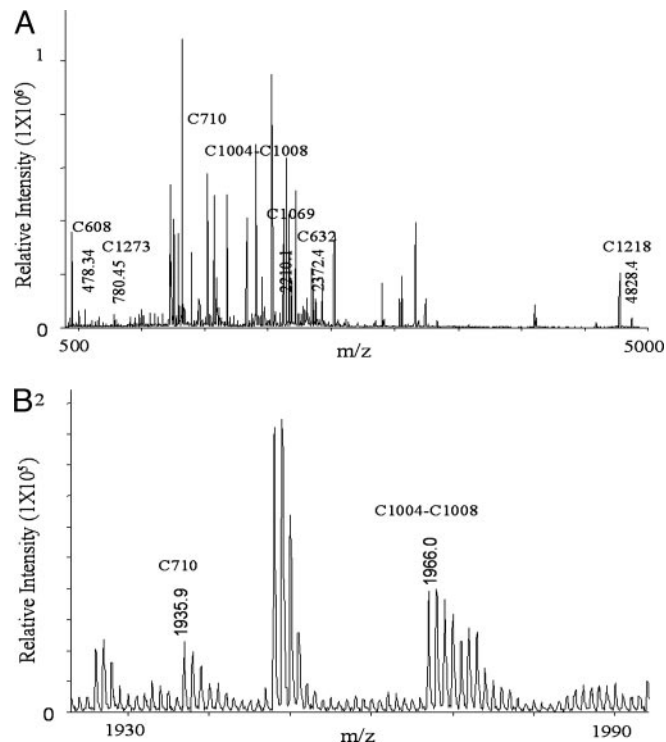 A
Relative Intensity (1X10⁶)
1
0
C608
478.34
C1273
780.45
C710
C1004-C1008
C1069
2210.1
C632
2372.4
C1218
4828.4
500
5000
m/z
B
Relative Intensity (1X10⁵)
2
0
C710
1935.9
C1004-C1008
1966.0
1930
1990
m/z